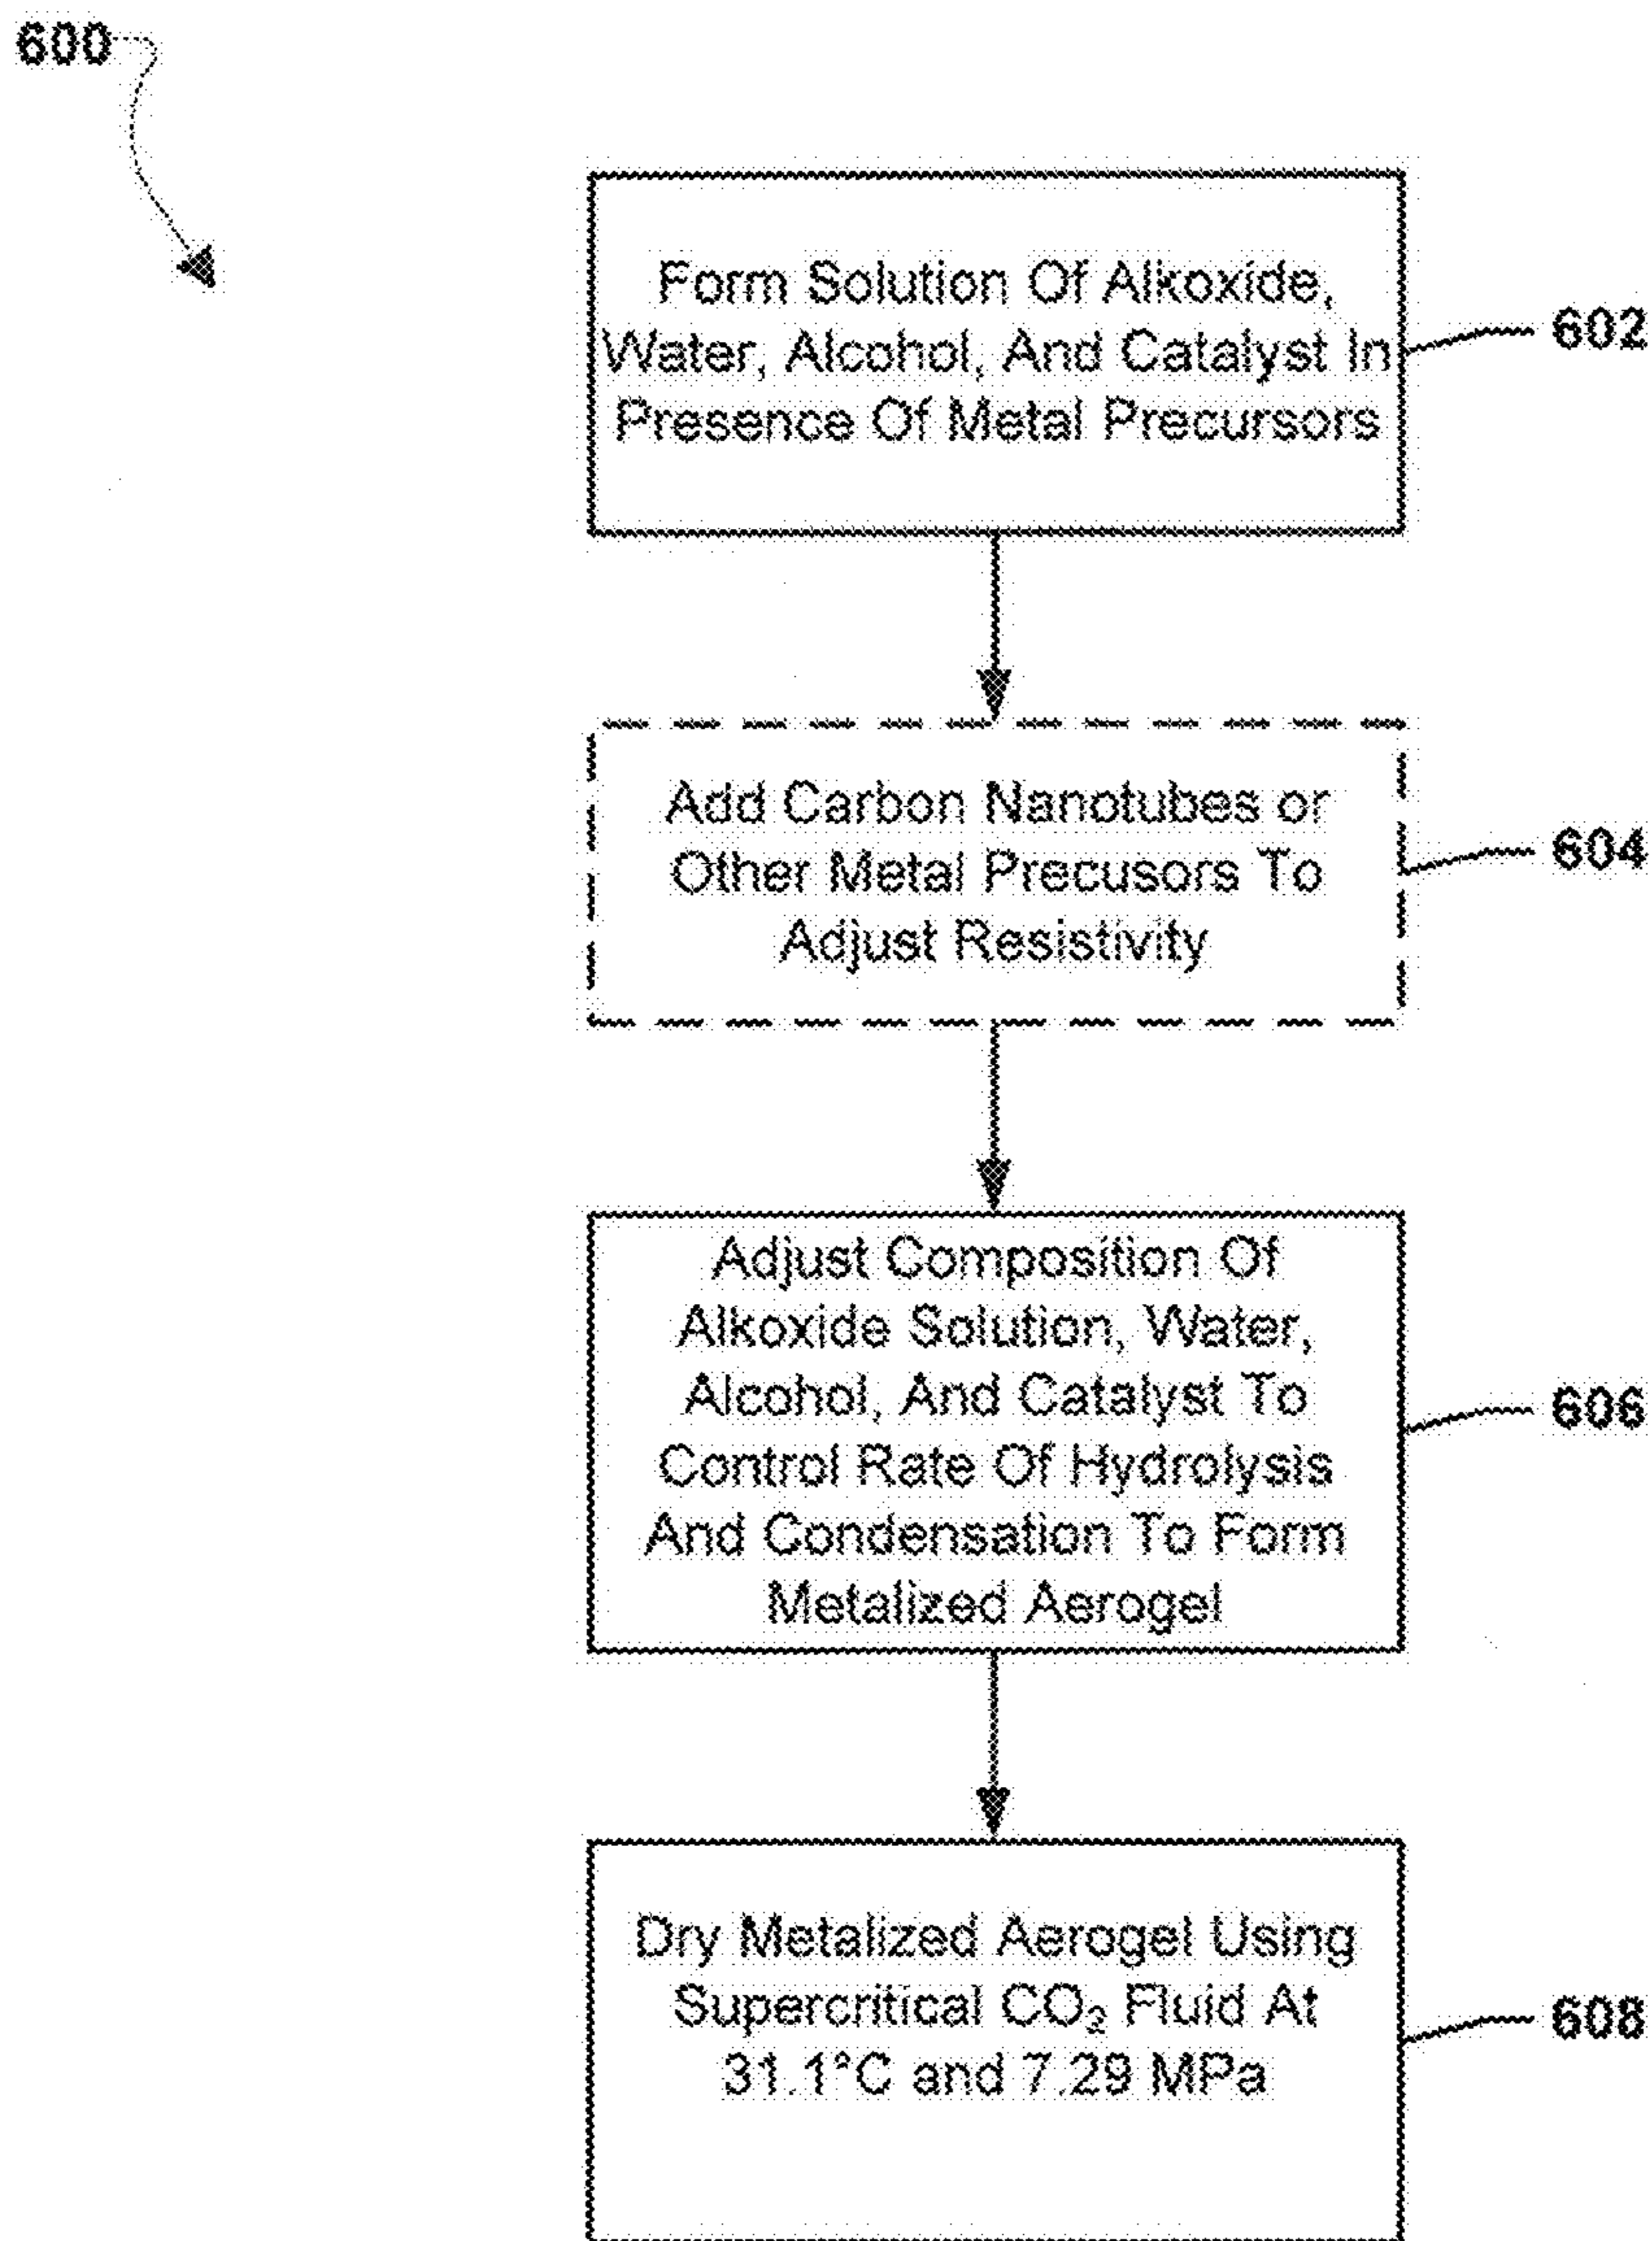 600
Form Solution Of Alkoxide,
Water, Alcohol, And Catalyst In
Presence Of Metal Precursors
602
Add Carbon Nanotubes or
Other Metal Precusors To
Adjust Resistivity
604
Adjust Composition Of
Alkoxide Solution, Water,
Alcohol, And Catalyst To
Control Rate Of Hydrolysis
And Condensation To Form
Metalized Aerogel
606
Dry Metalized Aerogel Using
Supercritical CO₂ Fluid At
31.1°C and 7.29 MPa
608